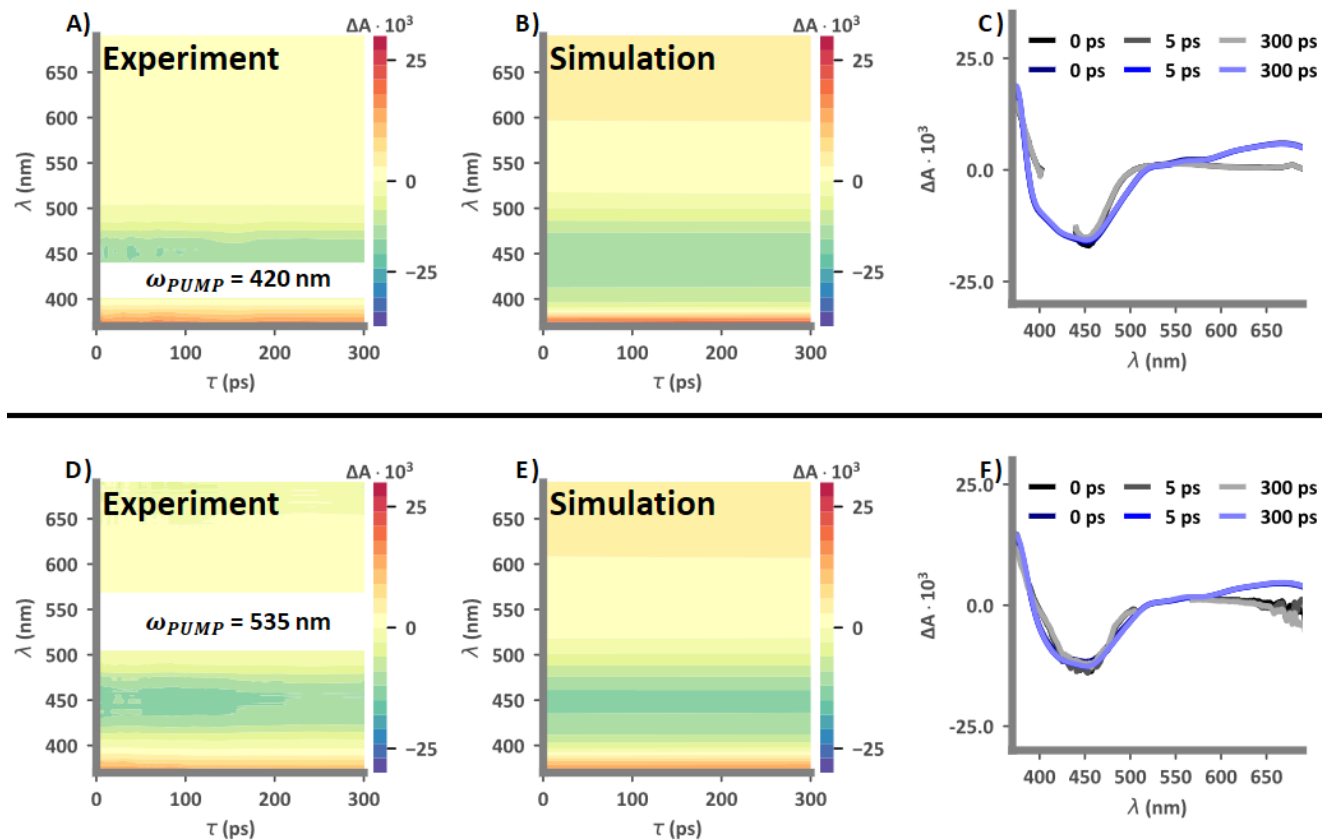 A)
ΔA · 10³
Experiment
650
600
550
500
450
400
λ (nm)
ω_PUMP = 420 nm
0
100
200
300
τ (ps)
25
0
−25
B)
ΔA · 10³
Simulation
650
600
550
500
450
400
λ (nm)
0
100
200
300
τ (ps)
25
0
−25
C)
0 ps 5 ps 300 ps
0 ps 5 ps 300 ps
25.0
0.0
-25.0
ΔA · 10³
400 450 500 550 600 650
λ (nm)
D)
ΔA · 10³
Experiment
650
600
550
500
450
400
λ (nm)
ω_PUMP = 535 nm
0
100
200
300
τ (ps)
25
0
−25
E)
ΔA · 10³
Simulation
650
600
550
500
450
400
λ (nm)
0
100
200
300
τ (ps)
25
0
−25
F)
0 ps 5 ps 300 ps
0 ps 5 ps 300 ps
25.0
0.0
-25.0
ΔA · 10³
400 450 500 550 600 650
λ (nm)